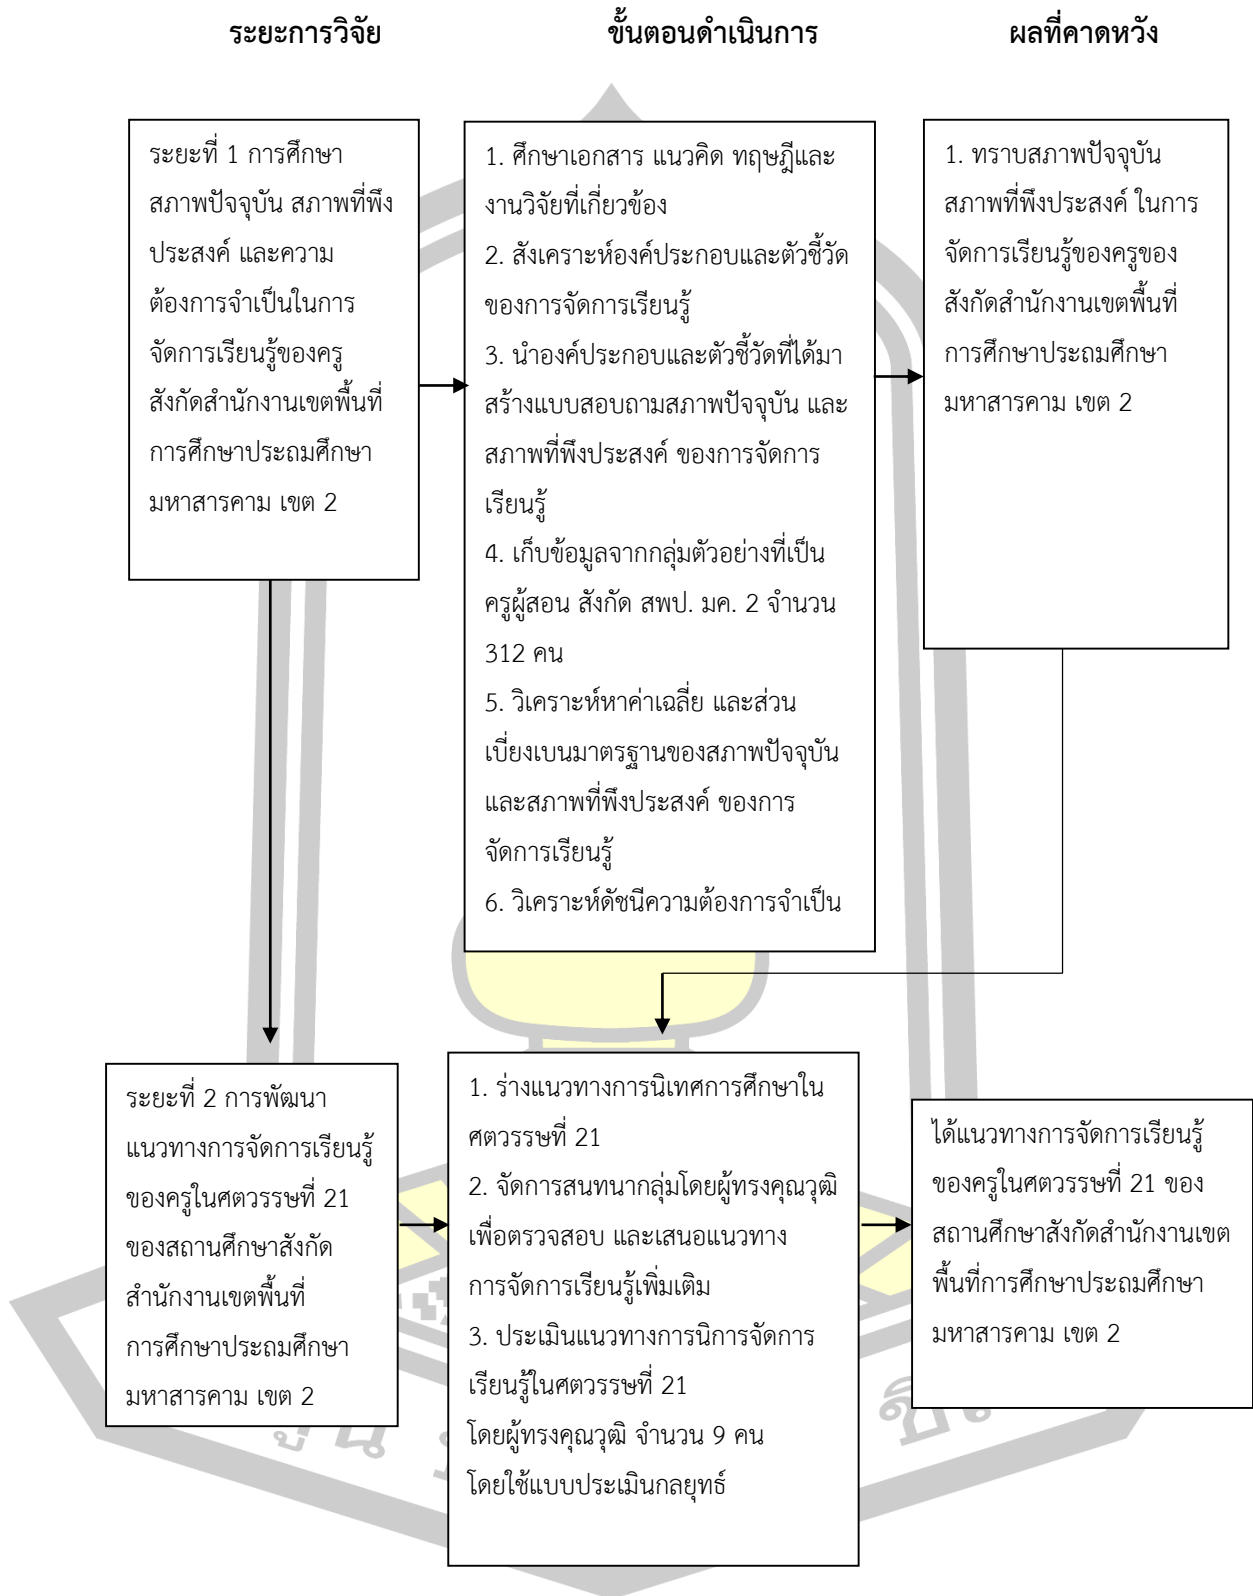 ระยะการวิจัย ขั้นตอนดำเนินการ ผลที่คาดหวัง
ระยะที่ 1 การศึกษา
สภาพปัจจุบัน สภาพที่พึง
ประสงค์ และความ
ต้องการจำเป็นในการ
จัดการเรียนรู้ของครู
สังกัดสำนักงานเขตพื้นที่
การศึกษาประถมศึกษา
มหาสารคาม เขต 2
1. ศึกษาเอกสาร แนวคิด ทฤษฎีและ
งานวิจัยที่เกี่ยวข้อง
2. สังเคราะห์องค์ประกอบและตัวชี้วัด
ของการจัดการเรียนรู้
3. นำองค์ประกอบและตัวชี้วัดที่ได้มา
สร้างแบบสอบถามสภาพปัจจุบัน และ
สภาพที่พึงประสงค์ ของการจัดการ
เรียนรู้
4. เก็บข้อมูลจากกลุ่มตัวอย่างที่เป็น
ครูผู้สอน สังกัด สพป. มค. 2 จำนวน
312 คน
5. วิเคราะห์หาค่าเฉลี่ย และส่วน
เบี่ยงเบนมาตรฐานของสภาพปัจจุบัน
และสภาพที่พึงประสงค์ ของการ
จัดการเรียนรู้
6. วิเคราะห์ดัชนีความต้องการจำเป็น
1. ทราบสภาพปัจจุบัน
สภาพที่พึงประสงค์ ในการ
จัดการเรียนรู้ของครูของ
สังกัดสำนักงานเขตพื้นที่
การศึกษาประถมศึกษา
มหาสารคาม เขต 2
ระยะที่ 2 การพัฒนา
แนวทางการจัดการเรียนรู้
ของครูในศตวรรษที่ 21
ของสถานศึกษาสังกัด
สำนักงานเขตพื้นที่
การศึกษาประถมศึกษา
มหาสารคาม เขต 2
1. ร่างแนวทางการนิเทศการศึกษาใน
ศตวรรษที่ 21
2. จัดการสนทนากลุ่มโดยผู้ทรงคุณวุฒิ
เพื่อตรวจสอบ และเสนอแนวทาง
การจัดการเรียนรู้เพิ่มเติม
3. ประเมินแนวทางการนิการจัดการ
เรียนรู้ในศตวรรษที่ 21
โดยผู้ทรงคุณวุฒิ จำนวน 9 คน
โดยใช้แบบประเมินกลยุทธ์
ได้แนวทางการจัดการเรียนรู้
ของครูในศตวรรษที่ 21 ของ
สถานศึกษาสังกัดสำนักงานเขต
พื้นที่การศึกษาประถมศึกษา
มหาสารคาม เขต 2